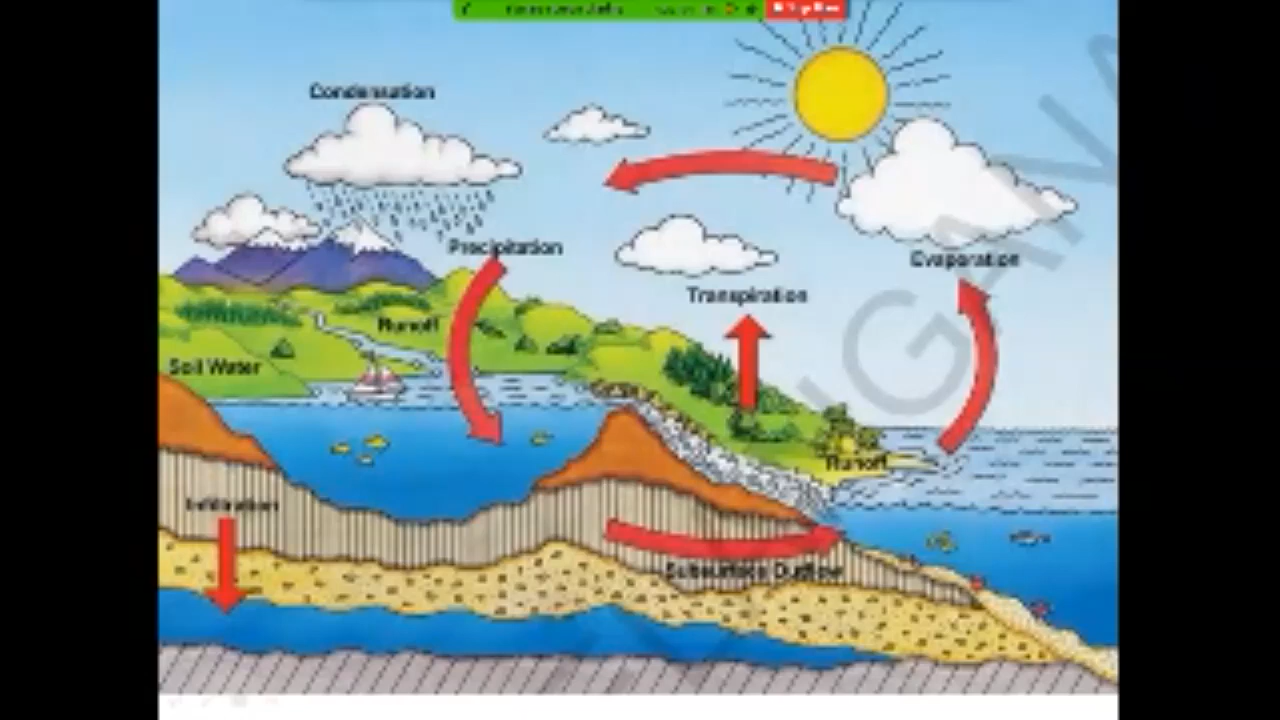 Condensation
Precipitation
Evaporation
Transpiration
Runoff
Soil Water
Runoff
Infiltration
Subsurface Outflow